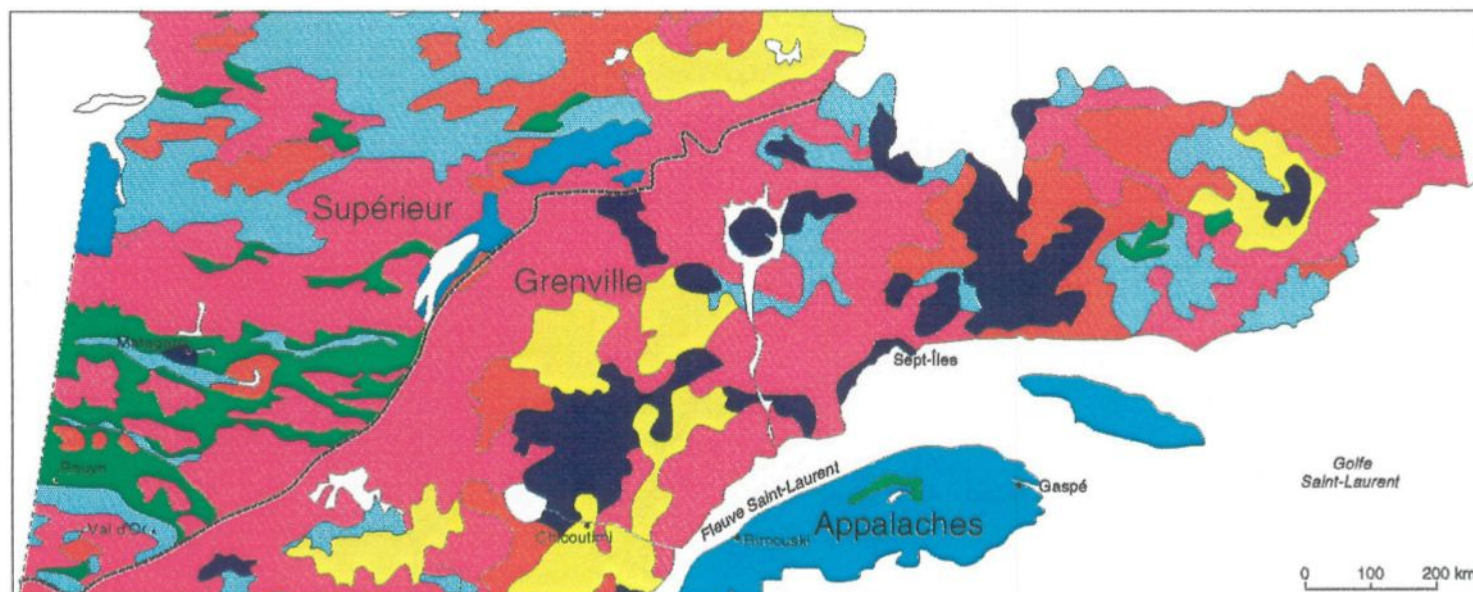 Supérieur
Grenville
Matagami
Sept-Îles
Rouyn
Golfe
Saint-Laurent
Fleuve Saint-Laurent
Gaspé
Appalaches
Val d'Or
Chicoutimi
Rimouski
0 100 200 km